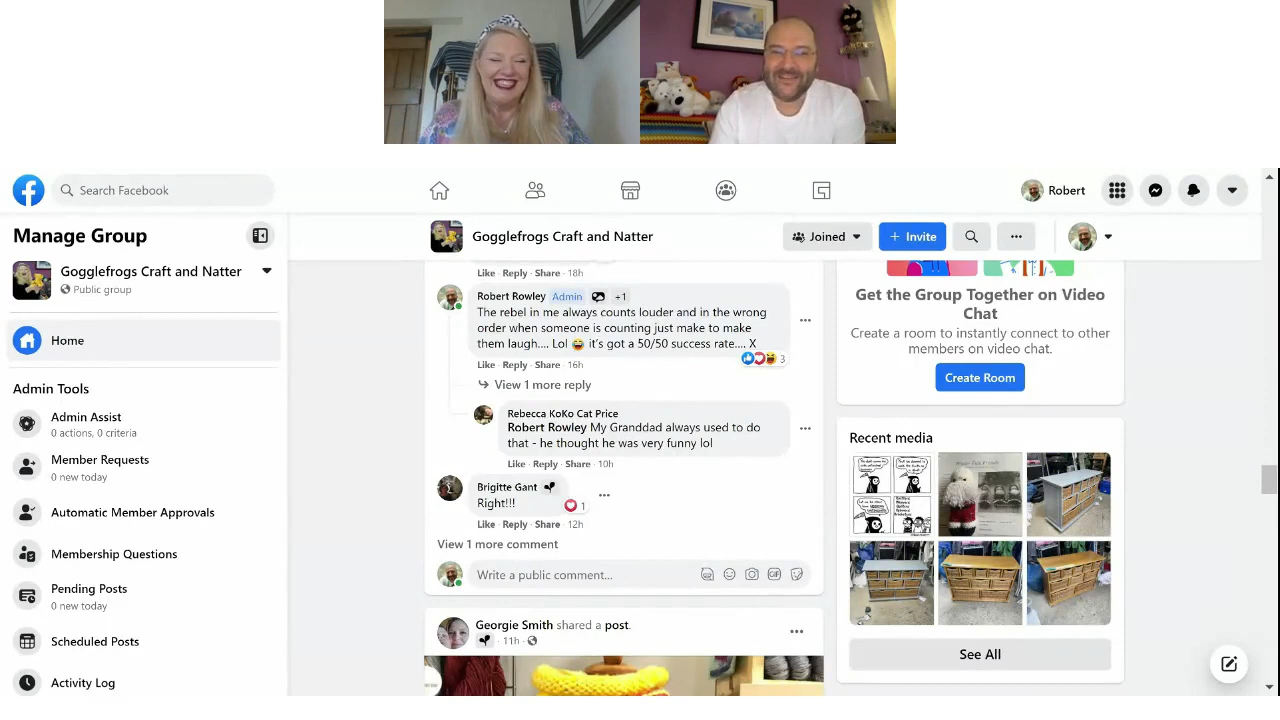 Search Facebook
Robert
Manage Group
Gogglefrogs Craft and Natter
Public group
Home
Admin Tools
Admin Assist
0 actions, 0 criteria
Member Requests
0 new today
Automatic Member Approvals
Membership Questions
Pending Posts
0 new today
Scheduled Posts
Activity Log
Gogglefrogs Craft and Natter
Joined
+ Invite
Like · Reply · Share · 18h
Robert Rowley Admin +1
The rebel in me always counts louder and in the wrong
order when someone is counting just make to make
them laugh.... Lol 😂 it's got a 50/50 success rate.... X
3
Like · Reply · Share · 16h
View 1 more reply
Rebecca KoKo Cat Price
Robert Rowley My Granddad always used to do
that - he thought he was very funny lol
Like · Reply · Share · 10h
Brigitte Gant
Right!!!
1
Like · Reply · Share · 12h
View 1 more comment
Write a public comment...
GIF
Georgie Smith shared a post.
· 11h ·
Get the Group Together on Video
Chat
Create a room to instantly connect to other
members on video chat.
Create Room
Recent media
See All